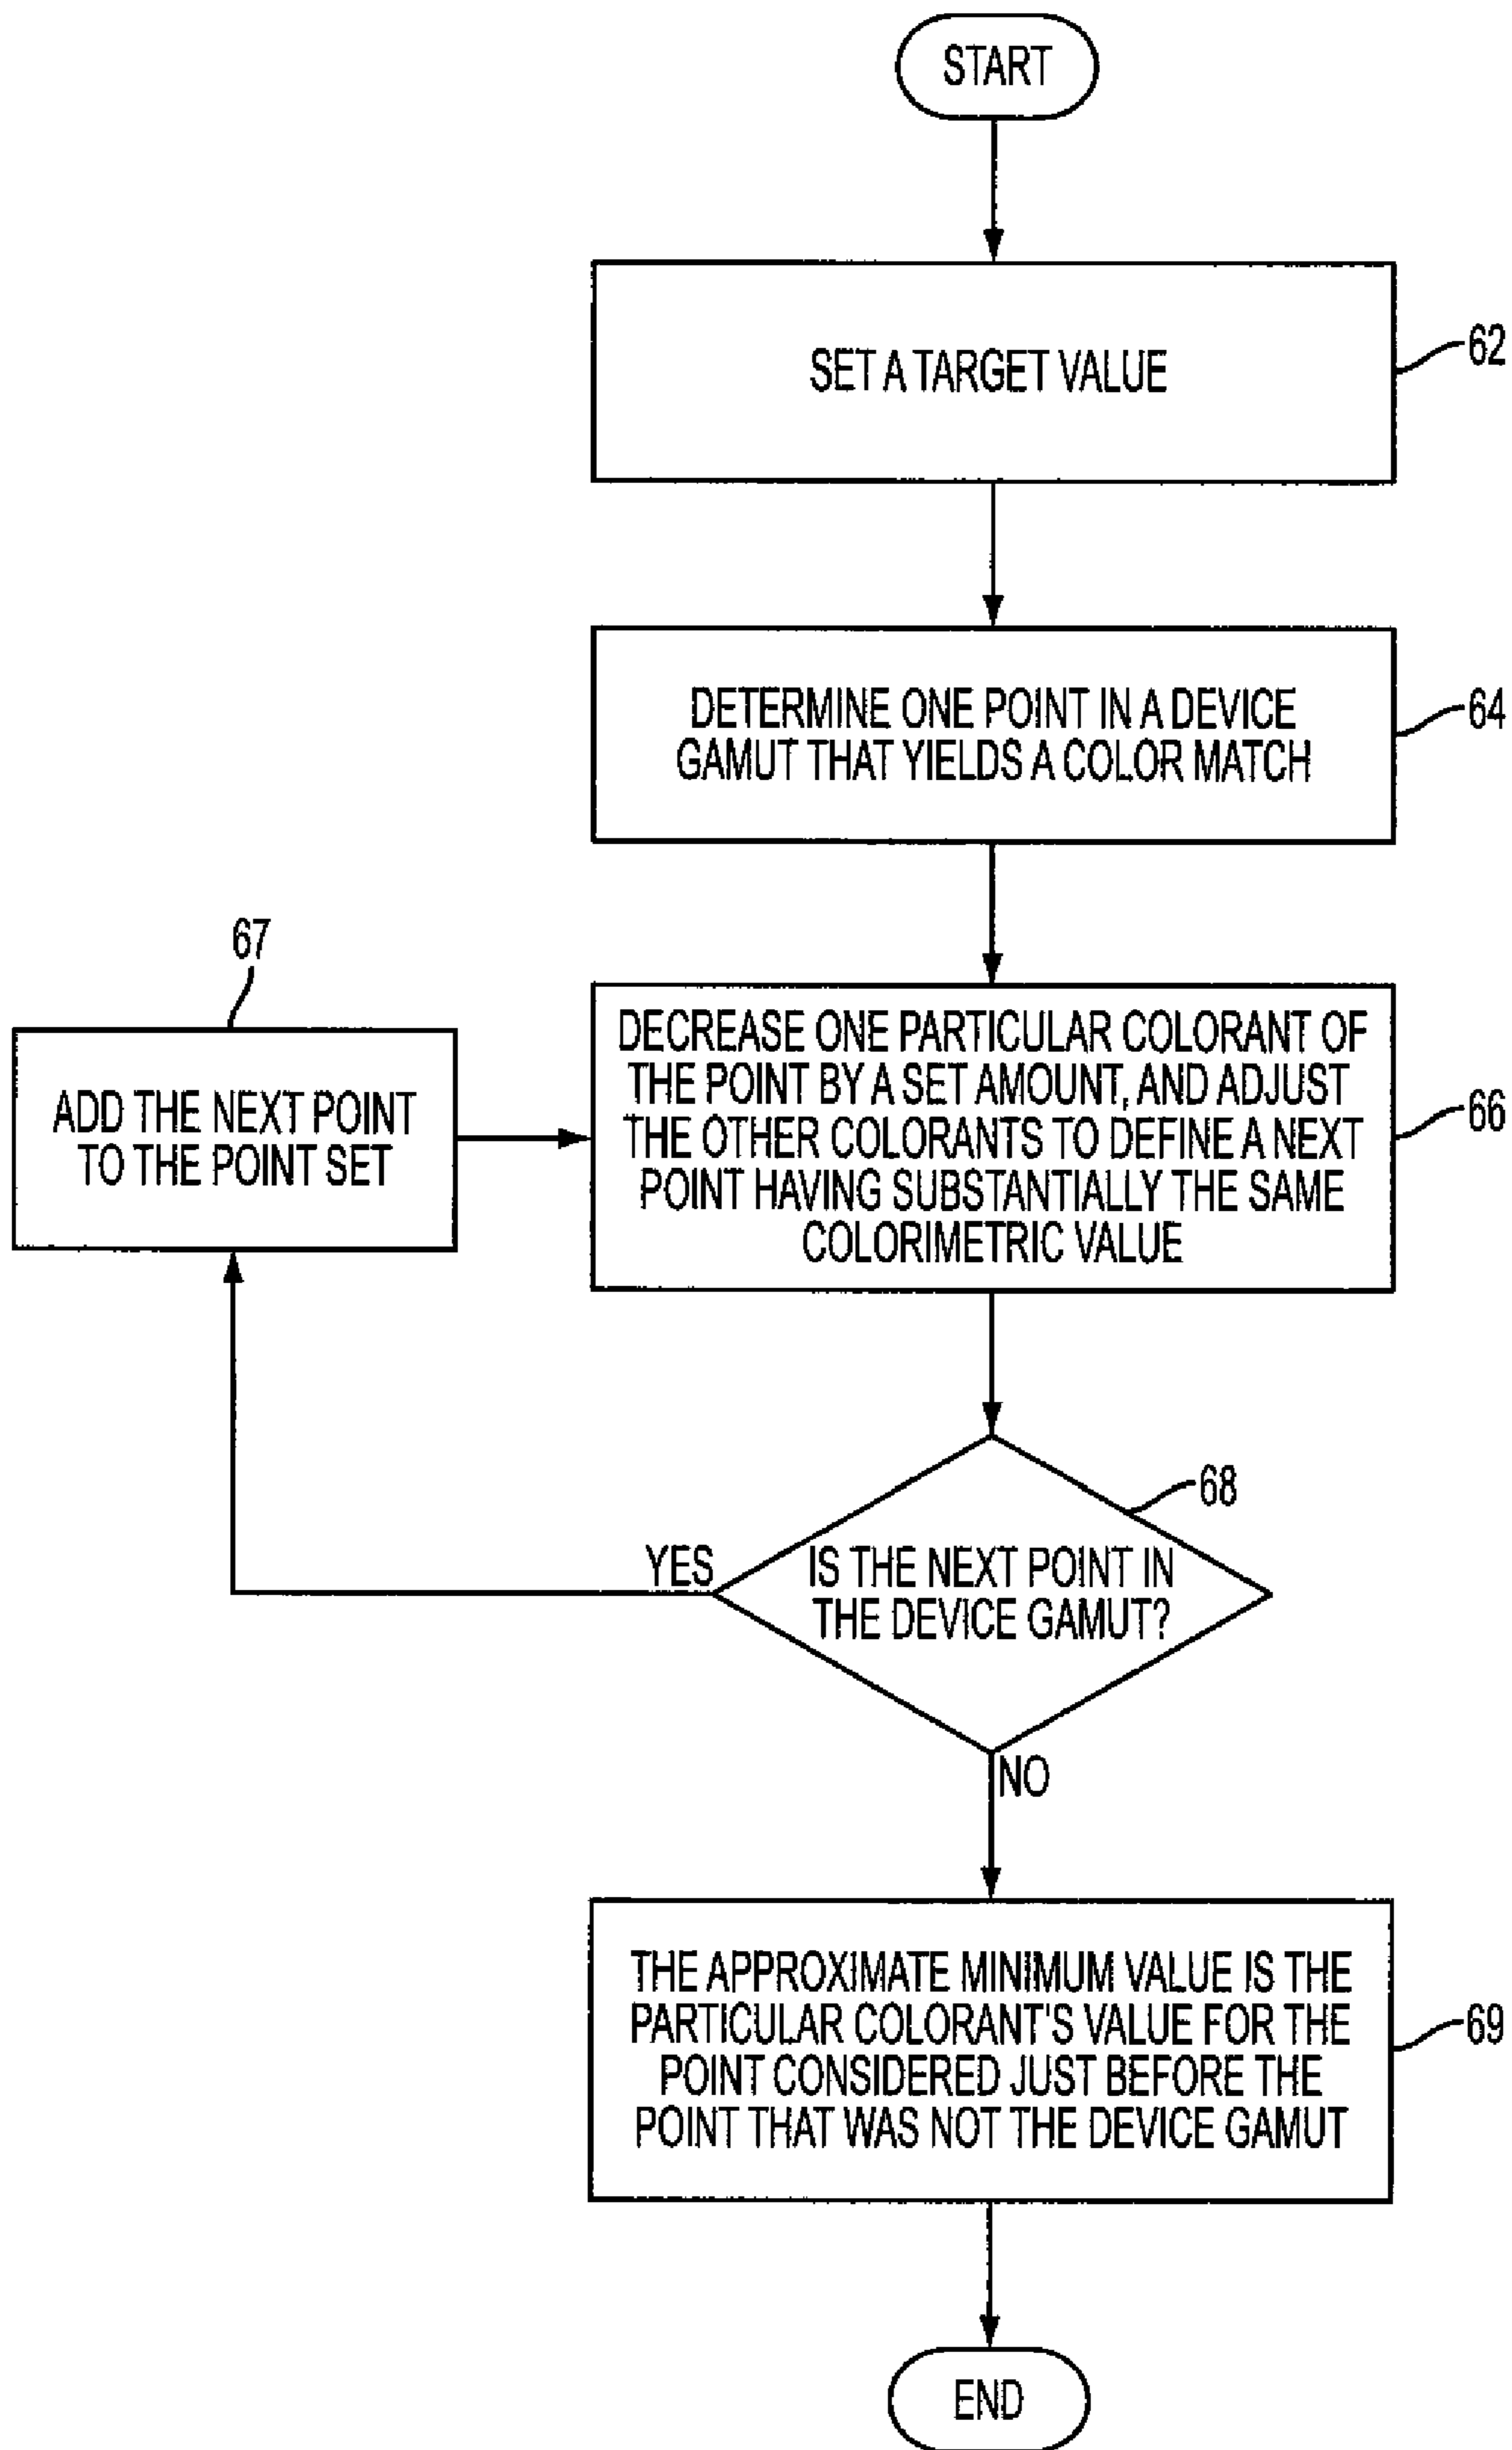 START
SET A TARGET VALUE
62
DETERMINE ONE POINT IN A DEVICE
GAMUT THAT YIELDS A COLOR MATCH
64
67
ADD THE NEXT POINT
TO THE POINT SET
DECREASE ONE PARTICULAR COLORANT OF
THE POINT BY A SET AMOUNT, AND ADJUST
THE OTHER COLORANTS TO DEFINE A NEXT
POINT HAVING SUBSTANTIALLY THE SAME
COLORIMETRIC VALUE
66
68
YES
IS THE NEXT POINT IN
THE DEVICE GAMUT?
NO
THE APPROXIMATE MINIMUM VALUE IS THE
PARTICULAR COLORANT'S VALUE FOR THE
POINT CONSIDERED JUST BEFORE THE
POINT THAT WAS NOT THE DEVICE GAMUT
69
END